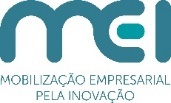 MEI
MOBILIZAÇÃO EMPRESARIAL
PELA INOVAÇÃO